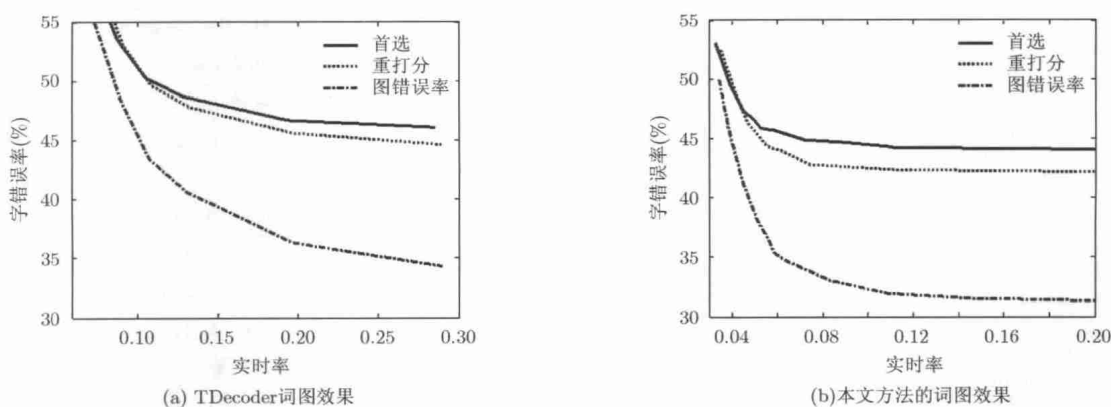 55
50
45
40
35
30
字错误率(%)
首选
重打分
图错误率
0.10
0.15
0.20
0.25
0.30
实时率
(a) TDecoder词图效果
55
50
45
40
35
30
字错误率(%)
首选
重打分
图错误率
0.04
0.08
0.12
0.16
0.20
实时率
(b)本文方法的词图效果